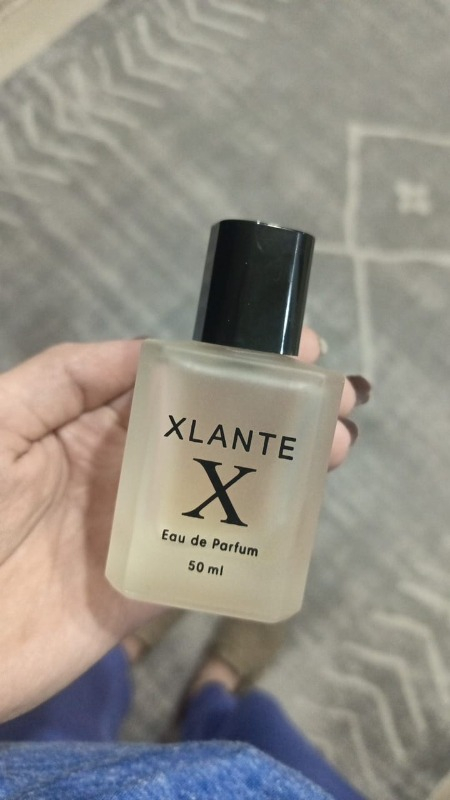 XLANTE
X
Eau de Parfum
50 ml